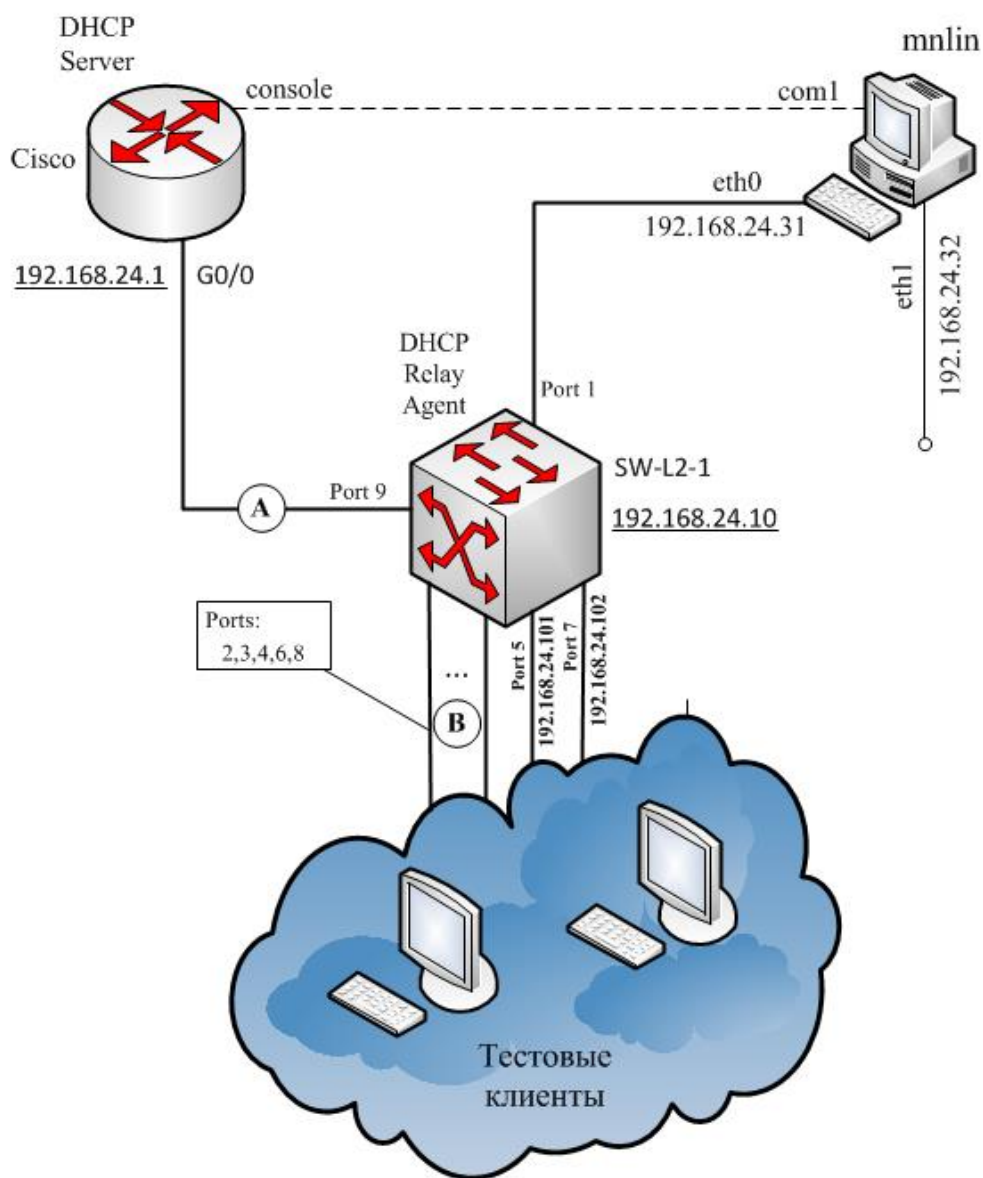 DHCP
Server
mnlin
console
com1
Cisco
eth0
192.168.24.31
192.168.24.1
G0/0
eth1
192.168.24.32
DHCP
Relay
Agent
Port 1
SW-L2-1
A
Port 9
192.168.24.10
Ports:
2,3,4,6,8
...
B
Port 5
192.168.24.101
Port 7
192.168.24.102
Тестовые
клиенты